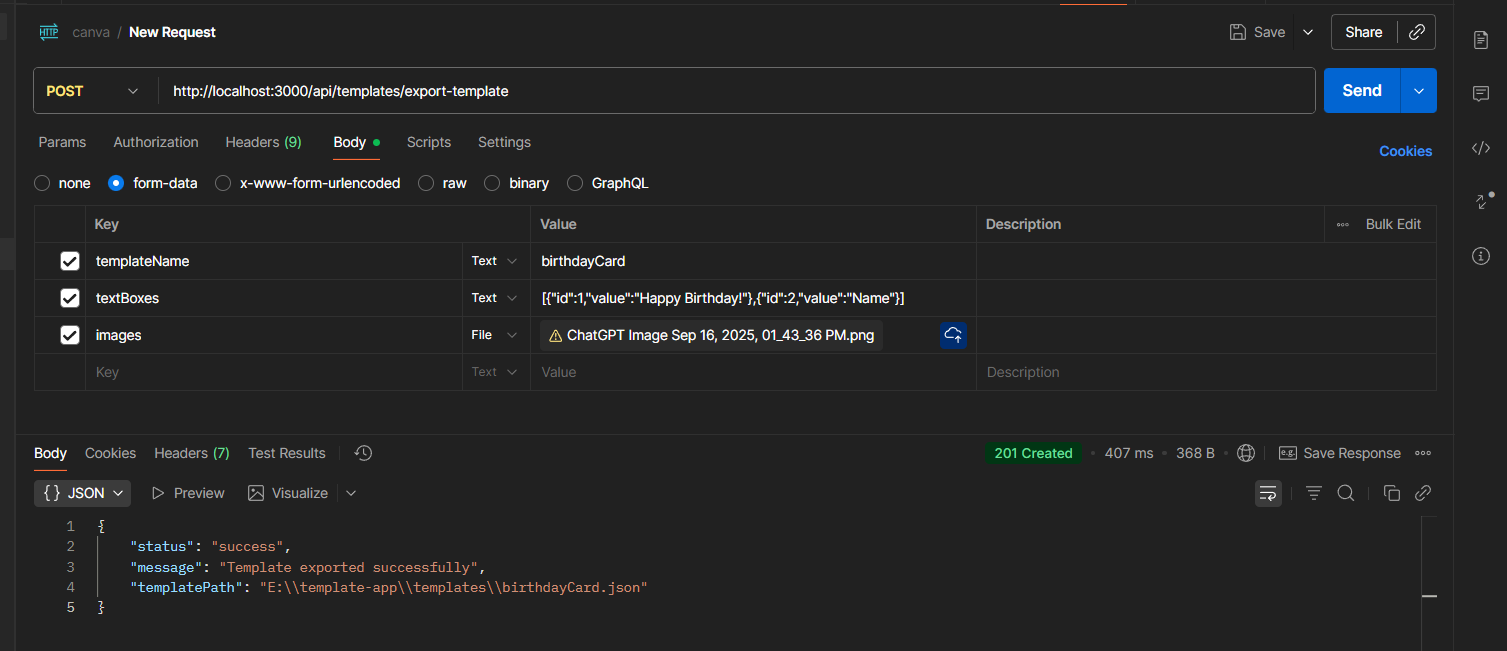 HTTP canva / New Request Save Share
POST http://localhost:3000/api/templates/export-template Send
Params Authorization Headers (9) Body Scripts Settings Cookies
none form-data x-www-form-urlencoded raw binary GraphQL
Key Value Description Bulk Edit
templateName Text birthdayCard
textBoxes Text [{"id":1,"value":"Happy Birthday!"},{"id":2,"value":"Name"}]
images File ChatGPT Image Sep 16, 2025, 01_43_36 PM.png
Key Text Value Description
Body Cookies Headers (7) Test Results 201 Created • 407 ms • 368 B • e.g. Save Response
{} JSON Preview Visualize
1 {
2 "status": "success",
3 "message": "Template exported successfully",
4 "templatePath": "E:\\template-app\\templates\\birthdayCard.json"
5 }